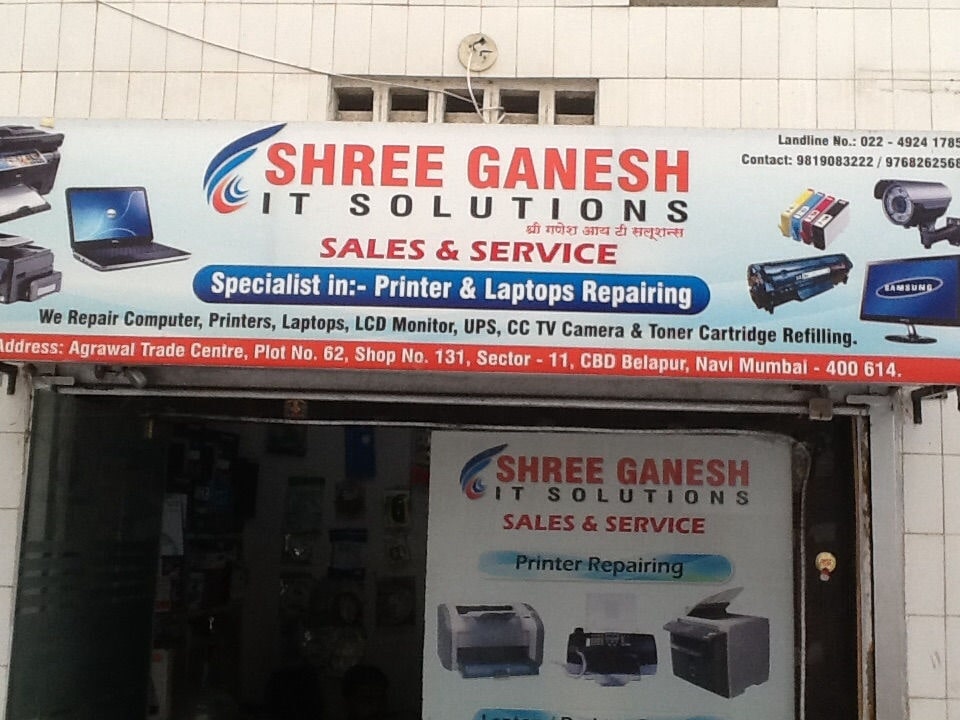 Landline No.: 022 - 4924 1785
Contact: 9819083222 / 9768262568
SHREE GANESH
IT SOLUTIONS
श्री गणेश आय टी सलूशन्स
SALES & SERVICE
Specialist in:- Printer & Laptops Repairing
SAMSUNG
We Repair Computer, Printers, Laptops, LCD Monitor, UPS, CC TV Camera & Toner Cartridge Refilling.
Address: Agrawal Trade Centre, Plot No. 62, Shop No. 131, Sector - 11, CBD Belapur, Navi Mumbai - 400 614.
SHREE GANESH
IT SOLUTIONS
SALES & SERVICE
Printer Repairing